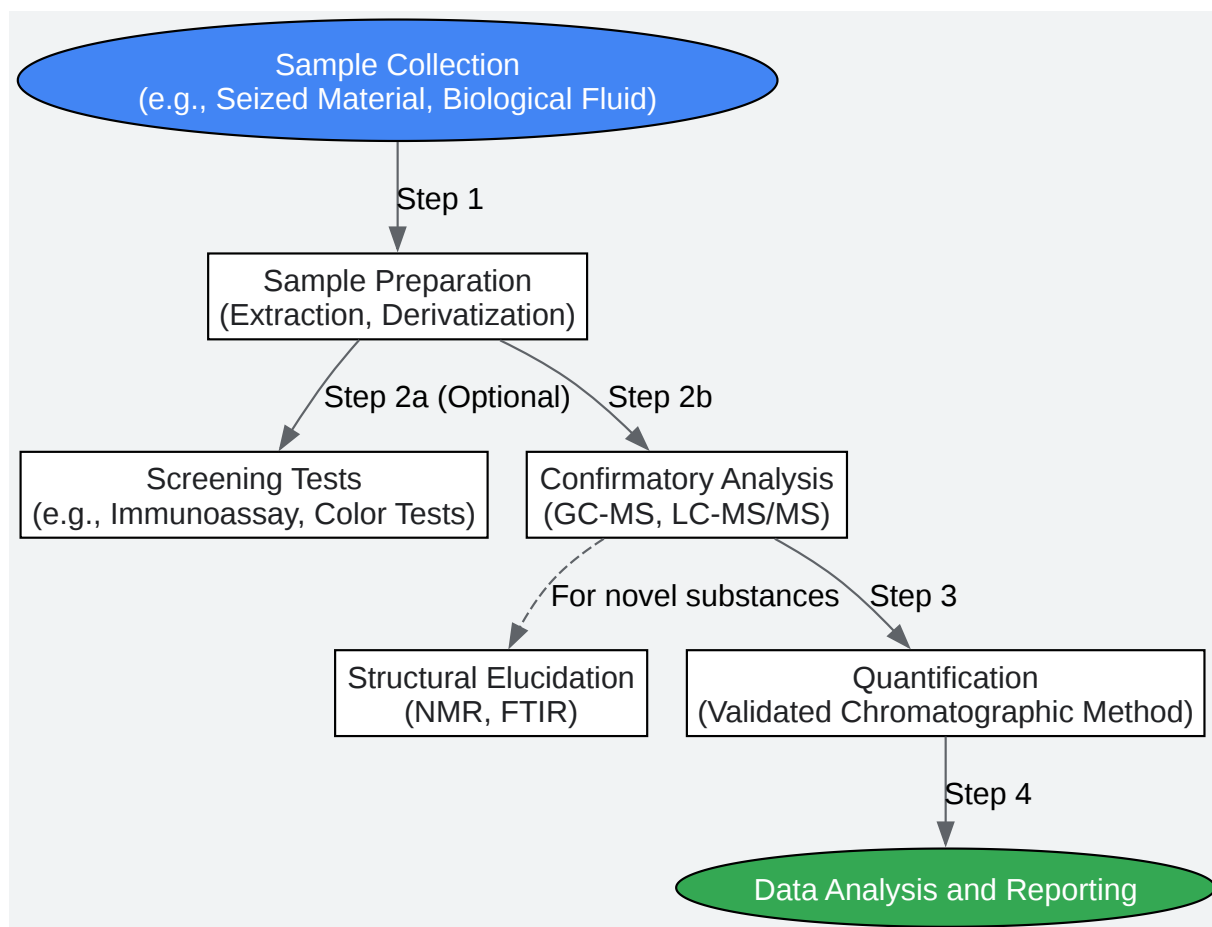 Sample Collection
(e.g., Seized Material, Biological Fluid)
Step 1
Sample Preparation
(Extraction, Derivatization)
Step 2a (Optional)
Step 2b
Screening Tests
(e.g., Immunoassay, Color Tests)
Confirmatory Analysis
(GC-MS, LC-MS/MS)
For novel substances
Step 3
Structural Elucidation
(NMR, FTIR)
Quantification
(Validated Chromatographic Method)
Step 4
Data Analysis and Reporting